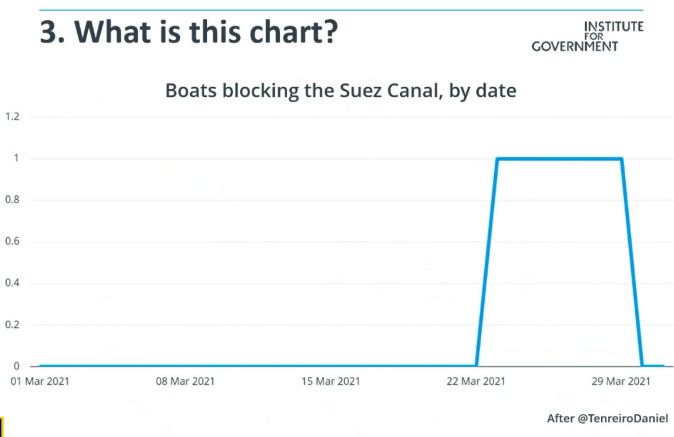 3. What is this chart?
INSTITUTE
FOR
GOVERNMENT
Boats blocking the Suez Canal, by date
1.2
1
0.8
0.6
0.4
0.2
0
01 Mar 2021 08 Mar 2021 15 Mar 2021 22 Mar 2021 29 Mar 2021
After @TenreiroDaniel